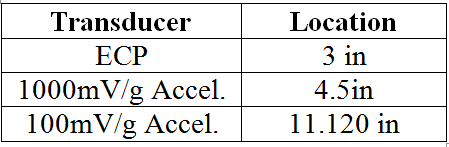 Transducer Location
ECP 3 in
1000mV/g Accel. 4.5in
100mV/g Accel. 11.120 in